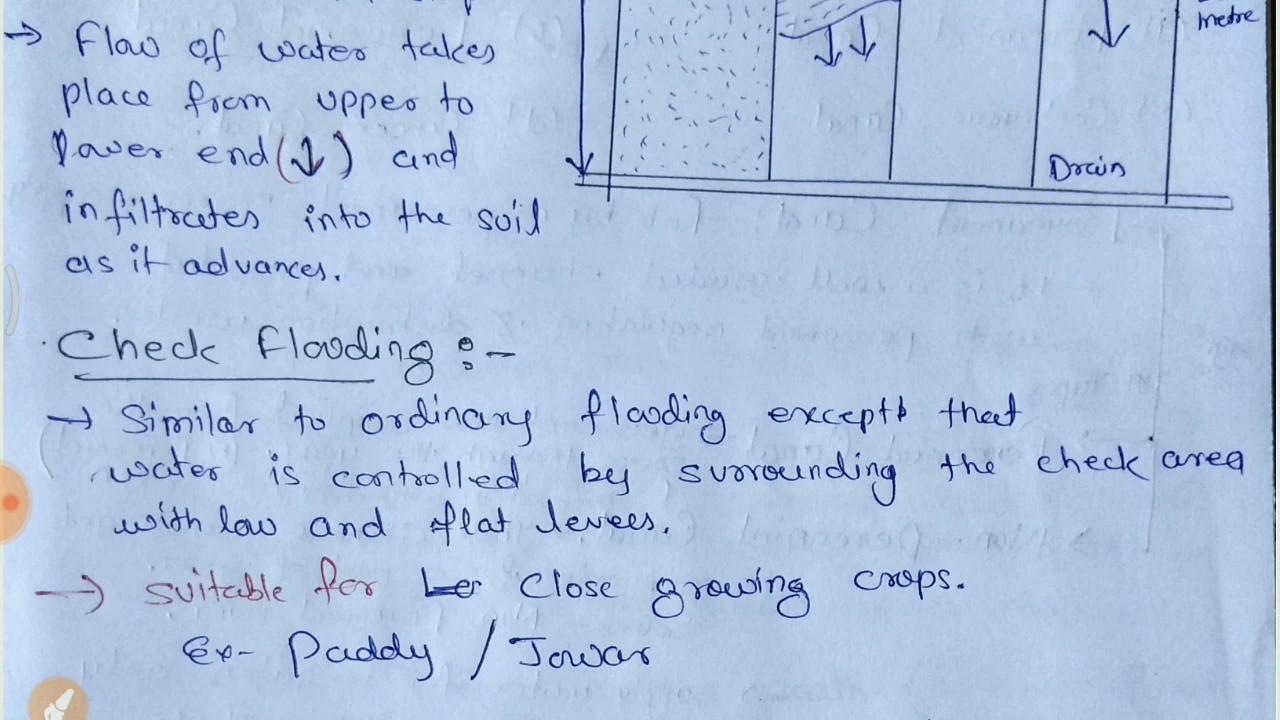 → Flow of water takes
place from upper to
lower end (↓) and
infiltrates into the soil
as it advances.
metre
Drain
Check flooding :-
→ Similar to ordinary flooding except that
water is controlled by surrounding the check area
with low and flat levees.
→ Suitable for Close growing crops.
Ex- Paddy / Jowar